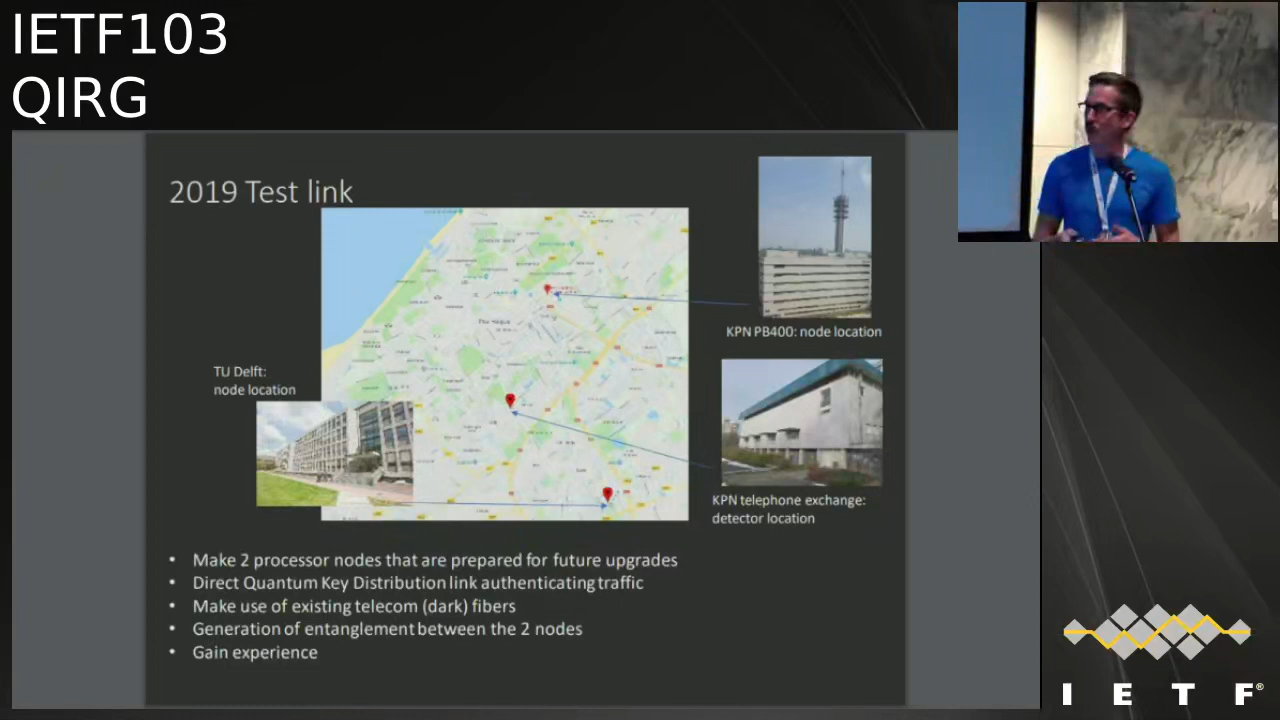 IETF103
QIRG
2019 Test link
The Hague
KPN PB400: node location
TU Delft:
node location
KPN telephone exchange:
detector location
• Make 2 processor nodes that are prepared for future upgrades
• Direct Quantum Key Distribution link authenticating traffic
• Make use of existing telecom (dark) fibers
• Generation of entanglement between the 2 nodes
• Gain experience
I E T F®